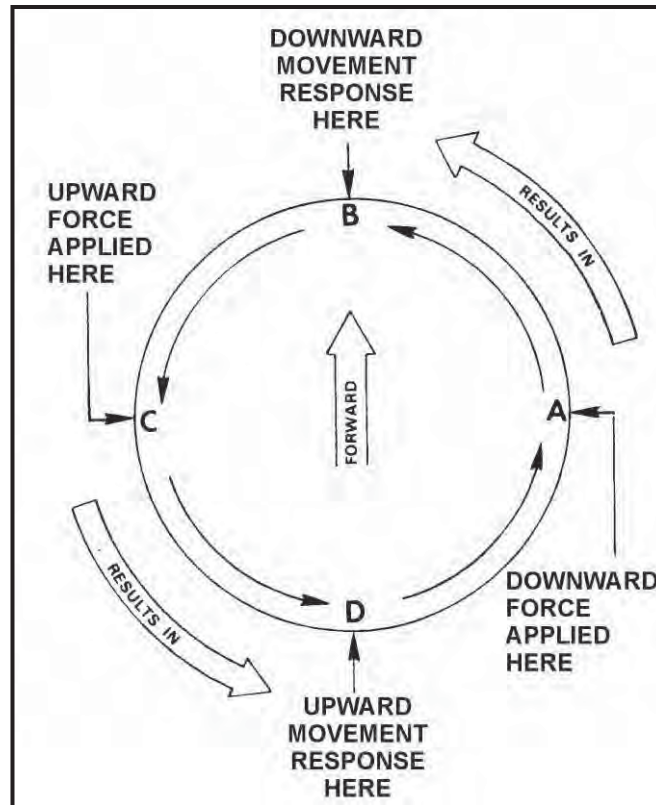 DOWNWARD
MOVEMENT
RESPONSE
HERE
UPWARD
FORCE
APPLIED
HERE
RESULTS IN
B
FORWARD
C
A
RESULTS IN
D
DOWNWARD
FORCE
APPLIED
HERE
UPWARD
MOVEMENT
RESPONSE
HERE